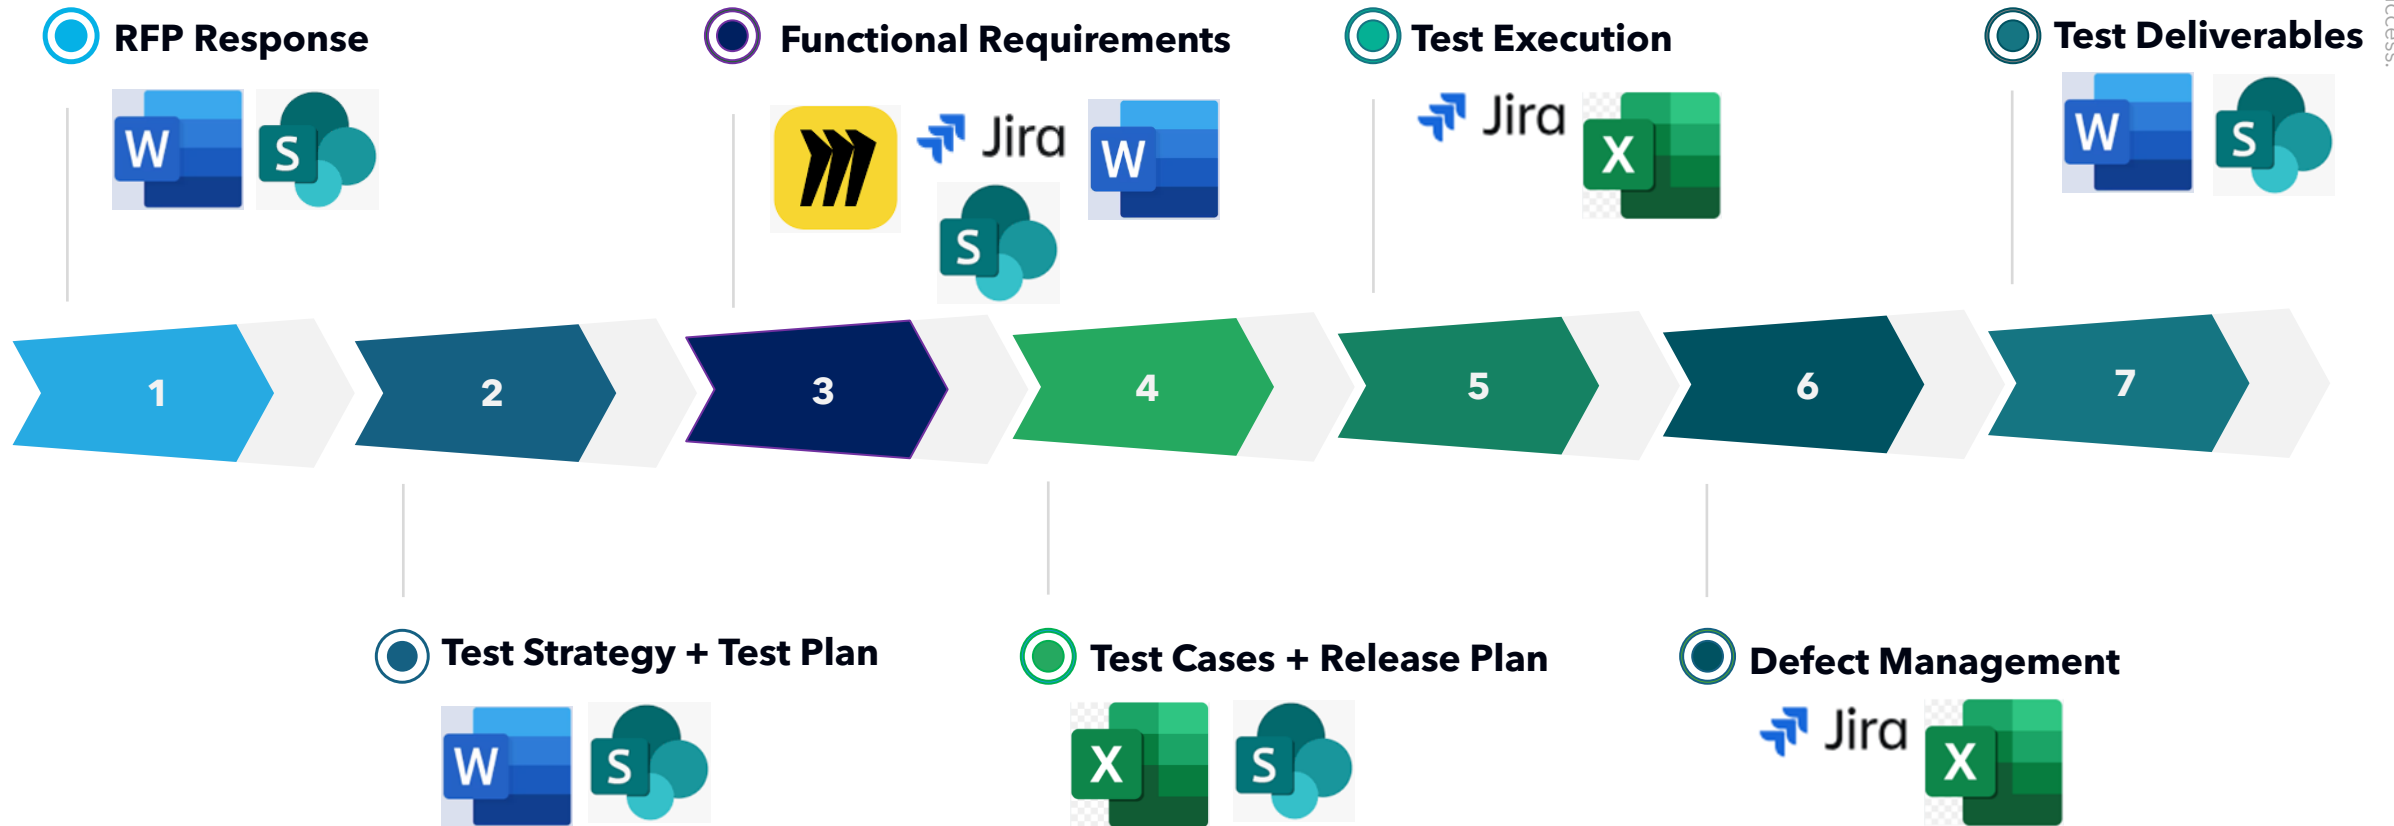 RFP Response
Functional Requirements
Test Execution
Test Deliverables
W
S
Jira
W
S
Jira
X
W
S
1
2
3
4
5
6
7
Test Strategy + Test Plan
Test Cases + Release Plan
Defect Management
W
S
X
S
Jira
X